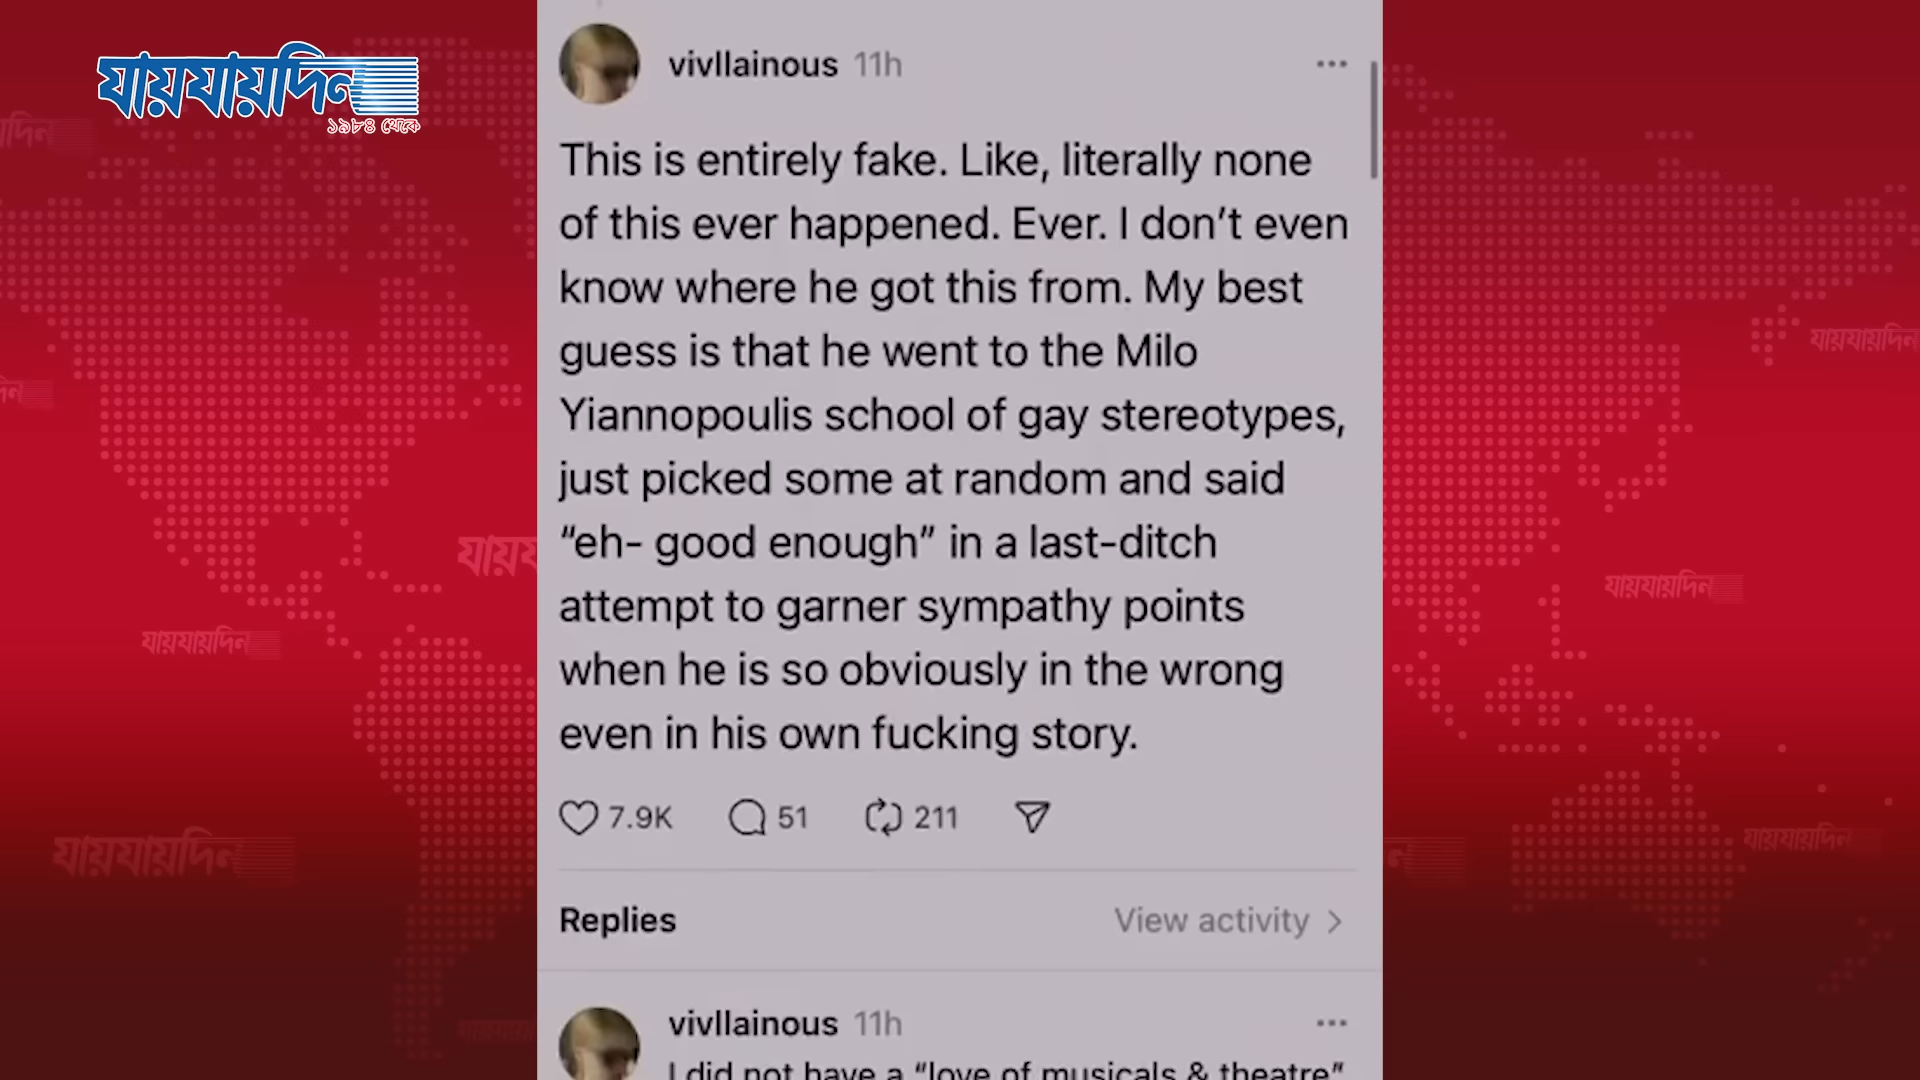 যায়যায়দিন
১৯৮৪ থেকে
vivllainous 11h
This is entirely fake. Like, literally none
of this ever happened. Ever. I don’t even
know where he got this from. My best
guess is that he went to the Milo
Yiannopoulis school of gay stereotypes,
just picked some at random and said
“eh- good enough” in a last-ditch
attempt to garner sympathy points
when he is so obviously in the wrong
even in his own fucking story.
7.9K 51 211
Replies View activity >
vivllainous 11h
I did not have a “love of musicals & theatre”
যায়যায়দিন
যায়যায়দিন
যায়যায়দিন
যায়যায়দিন
যায়যায়দিন